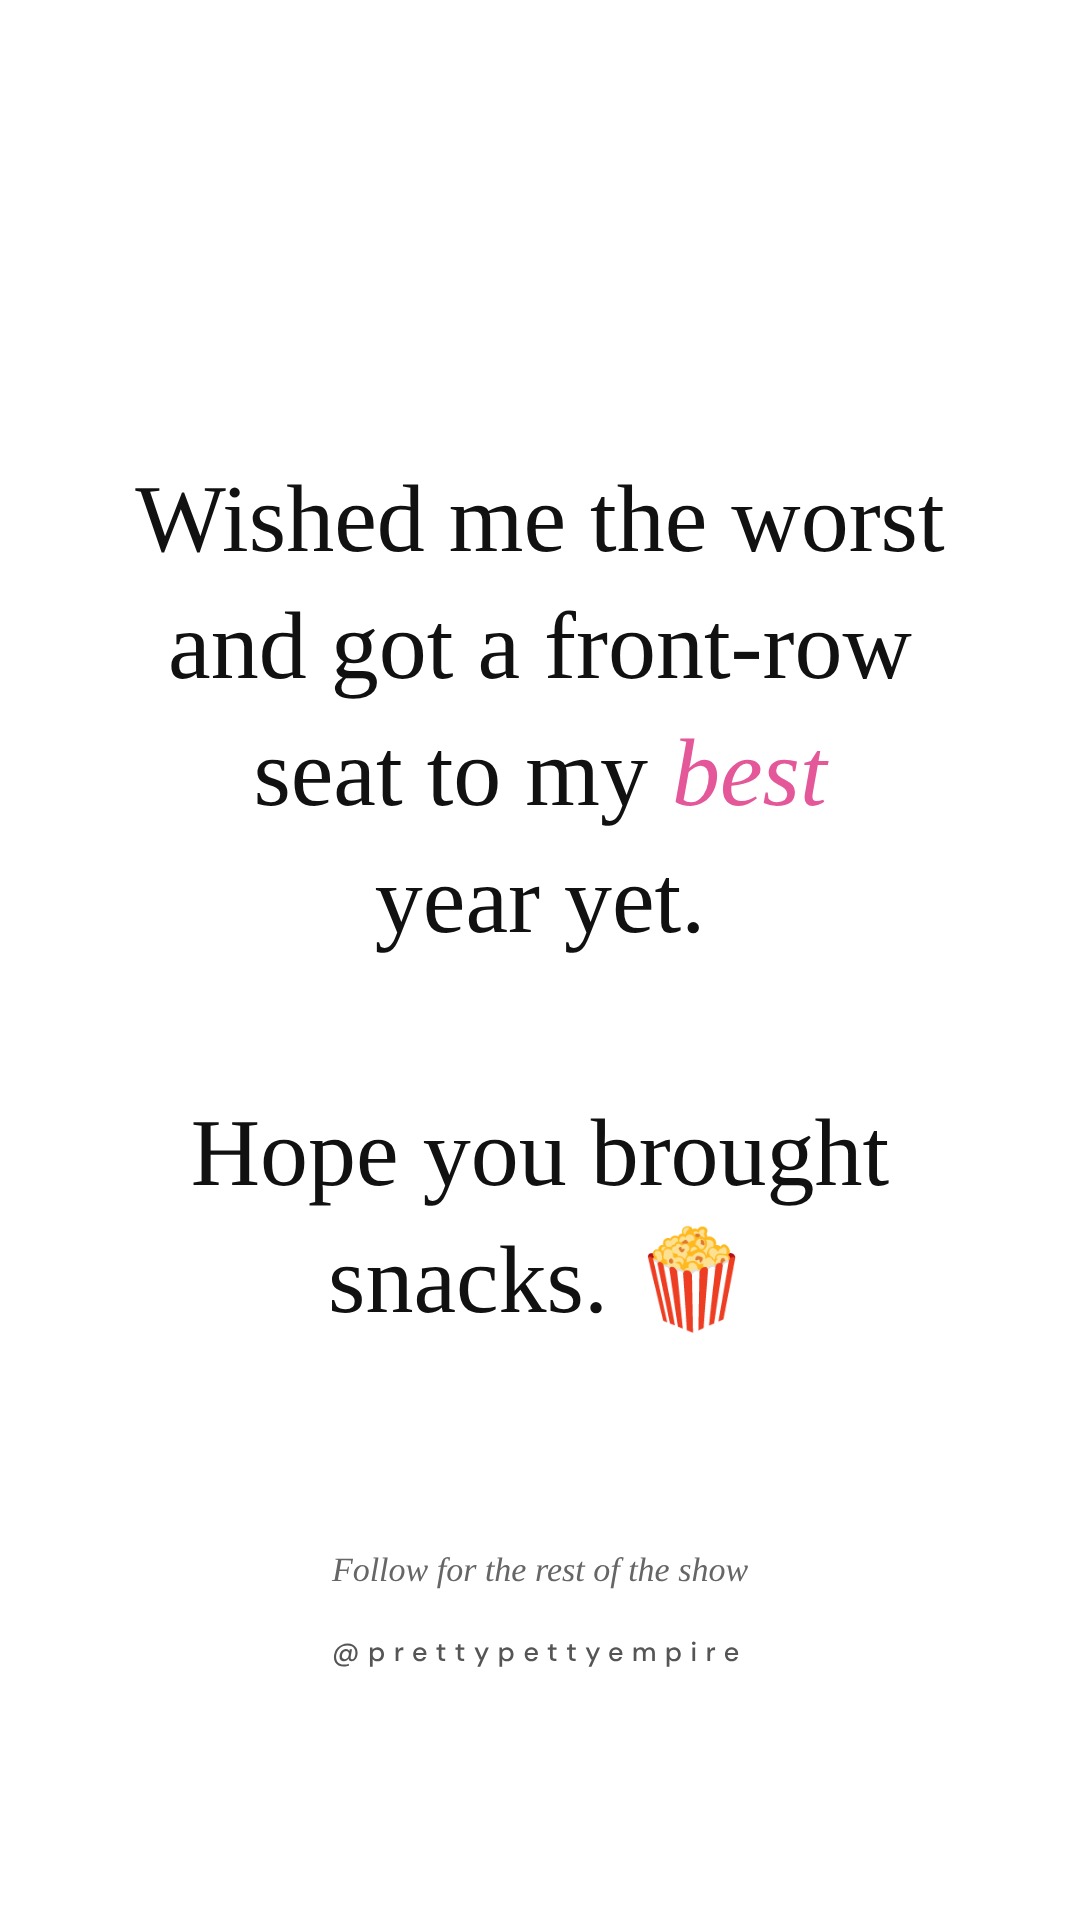 Wished me the worst
and got a front-row
seat to my best
year yet.
Hope you brought
snacks. 🍿
Follow for the rest of the show
@prettypettyempire